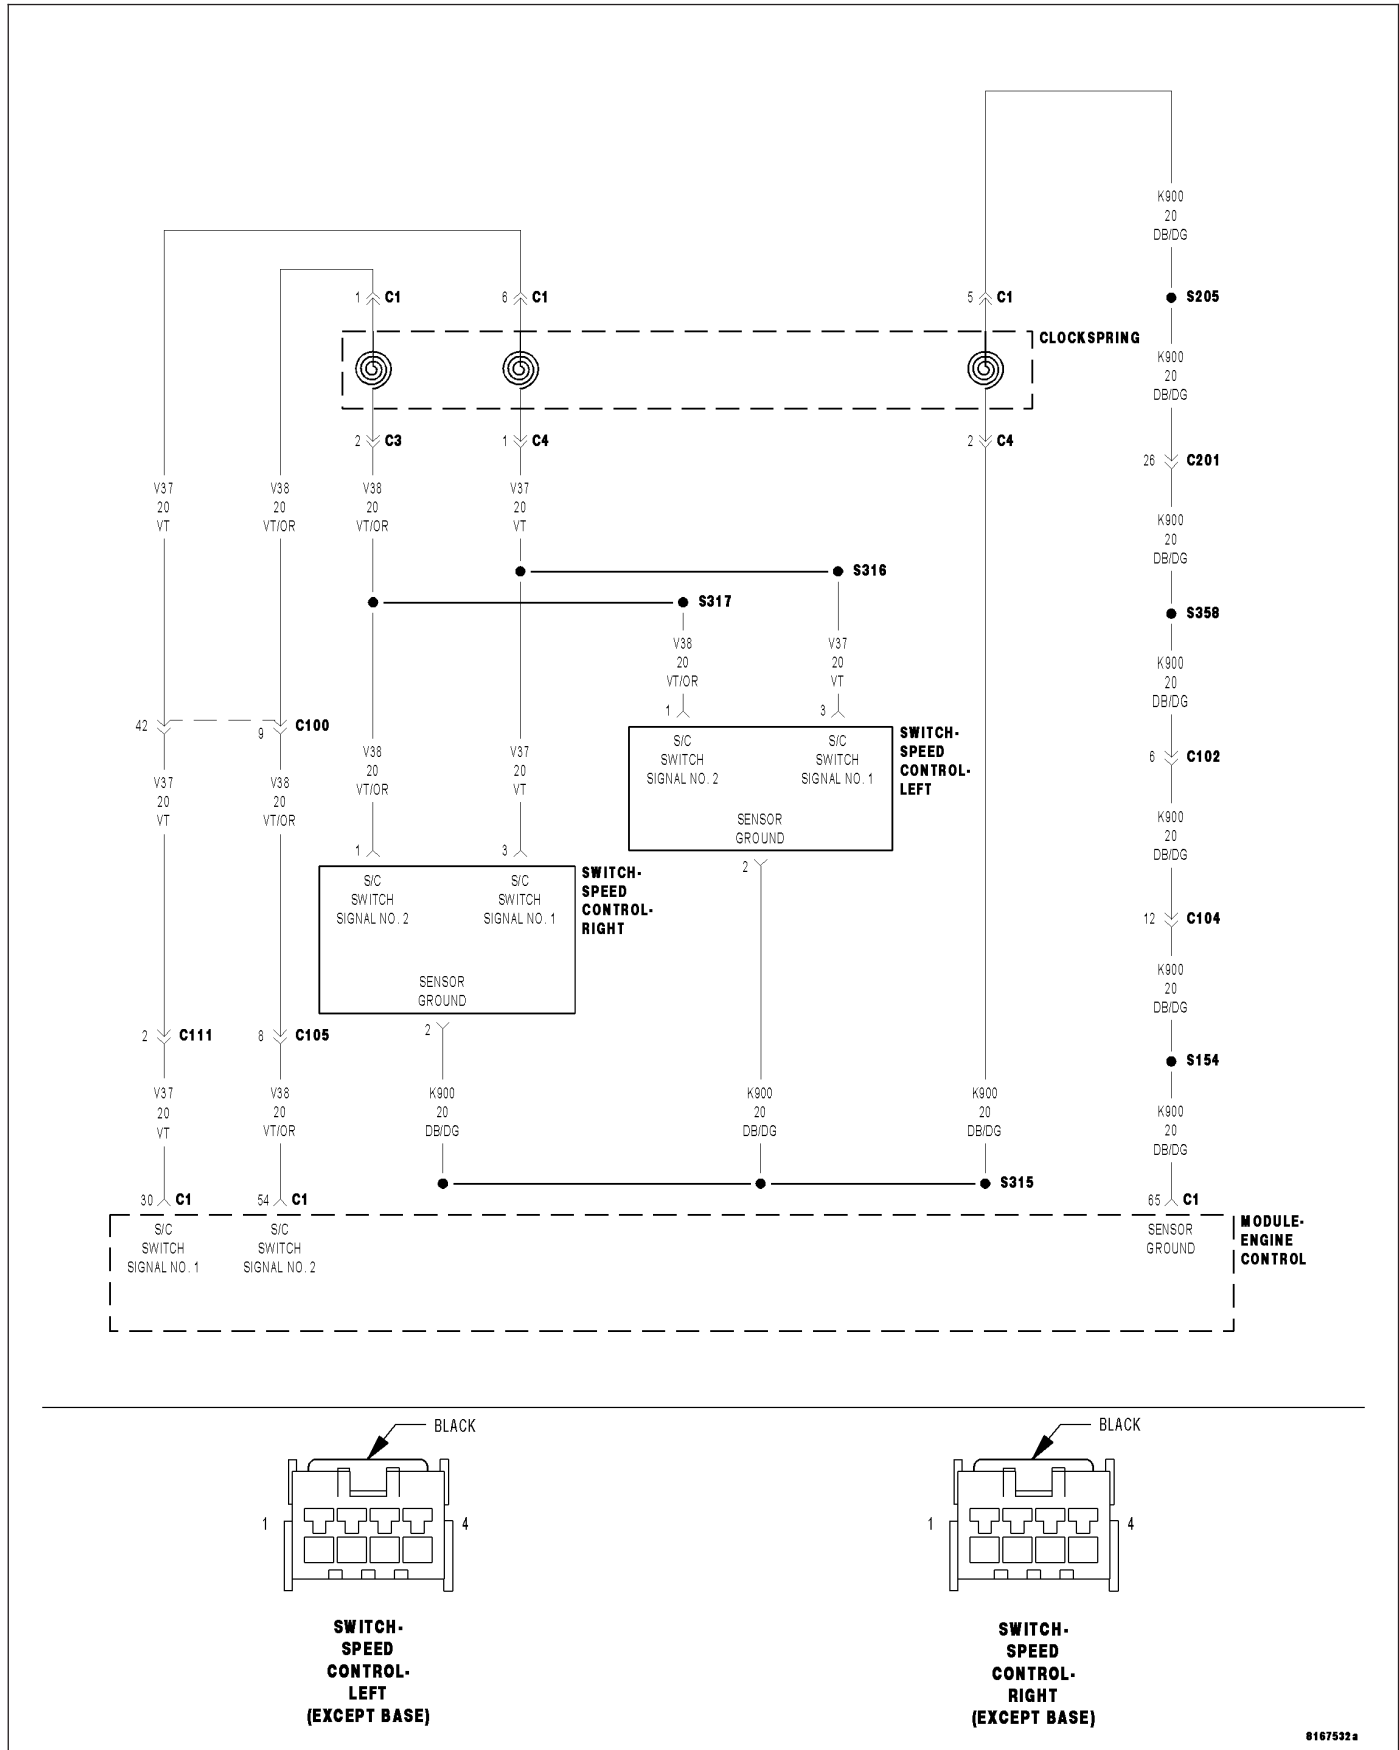 K900
20
DB/DG
1 C1
6 C1
5 C1
S205
CLOCKSPRING
K900
20
DB/DG
2 C3
1 C4
2 C4
26 C201
V37
20
VT
V38
20
VT/OR
V38
20
VT/OR
V37
20
VT
K900
20
DB/DG
S316
S317
S358
V38
20
VT/OR
V37
20
VT
K900
20
DB/DG
1
3
42
9 C100
S/C
SWITCH
SIGNAL NO. 2
S/C
SWITCH
SIGNAL NO. 1
SENSOR
GROUND
SWITCH-
SPEED
CONTROL-
LEFT
6 C102
V37
20
VT
V38
20
VT/OR
V38
20
VT/OR
V37
20
VT
K900
20
DB/DG
1
3
2
S/C
SWITCH
SIGNAL NO. 2
S/C
SWITCH
SIGNAL NO. 1
SENSOR
GROUND
SWITCH-
SPEED
CONTROL-
RIGHT
12 C104
K900
20
DB/DG
2 C111
8 C105
2
S154
V37
20
VT
V38
20
VT/OR
K900
20
DB/DG
K900
20
DB/DG
K900
20
DB/DG
K900
20
DB/DG
S315
30 C1
54 C1
65 C1
S/C
SWITCH
SIGNAL NO. 1
S/C
SWITCH
SIGNAL NO. 2
SENSOR
GROUND
MODULE-
ENGINE
CONTROL
BLACK
1
4
SWITCH-
SPEED
CONTROL-
LEFT
(EXCEPT BASE)
BLACK
1
4
SWITCH-
SPEED
CONTROL-
RIGHT
(EXCEPT BASE)
8167532a